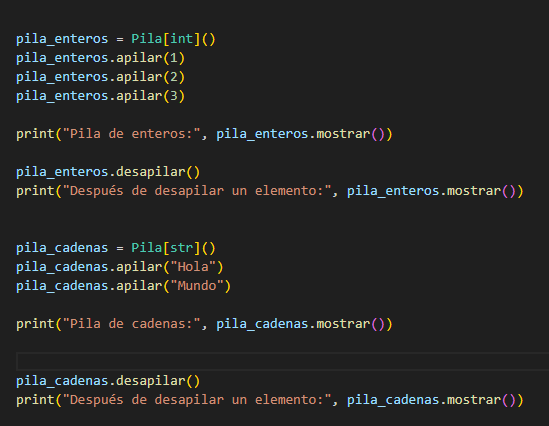 pila_enteros = Pila[int]()
pila_enteros.apilar(1)
pila_enteros.apilar(2)
pila_enteros.apilar(3)
print("Pila de enteros:", pila_enteros.mostrar())
pila_enteros.desapilar()
print("Después de desapilar un elemento:", pila_enteros.mostrar())
pila_cadenas = Pila[str]()
pila_cadenas.apilar("Hola")
pila_cadenas.apilar("Mundo")
print("Pila de cadenas:", pila_cadenas.mostrar())
pila_cadenas.desapilar()
print("Después de desapilar un elemento:", pila_cadenas.mostrar())